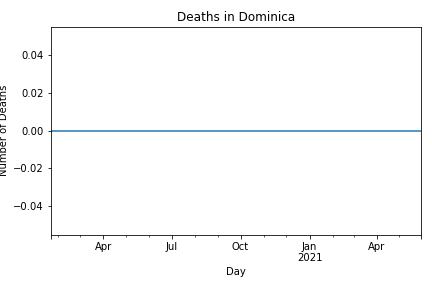 Deaths in Dominica
Number of Deaths
0.04
0.02
0.00
−0.02
−0.04
Apr
Jul
Oct
Jan
2021
Apr
Day